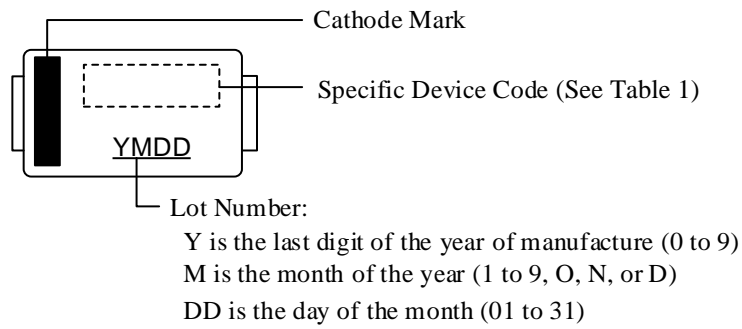 Cathode Mark
Specific Device Code (See Table 1)
YMDD
Lot Number:
Y is the last digit of the year of manufacture (0 to 9)
M is the month of the year (1 to 9, O, N, or D)
DD is the day of the month (01 to 31)